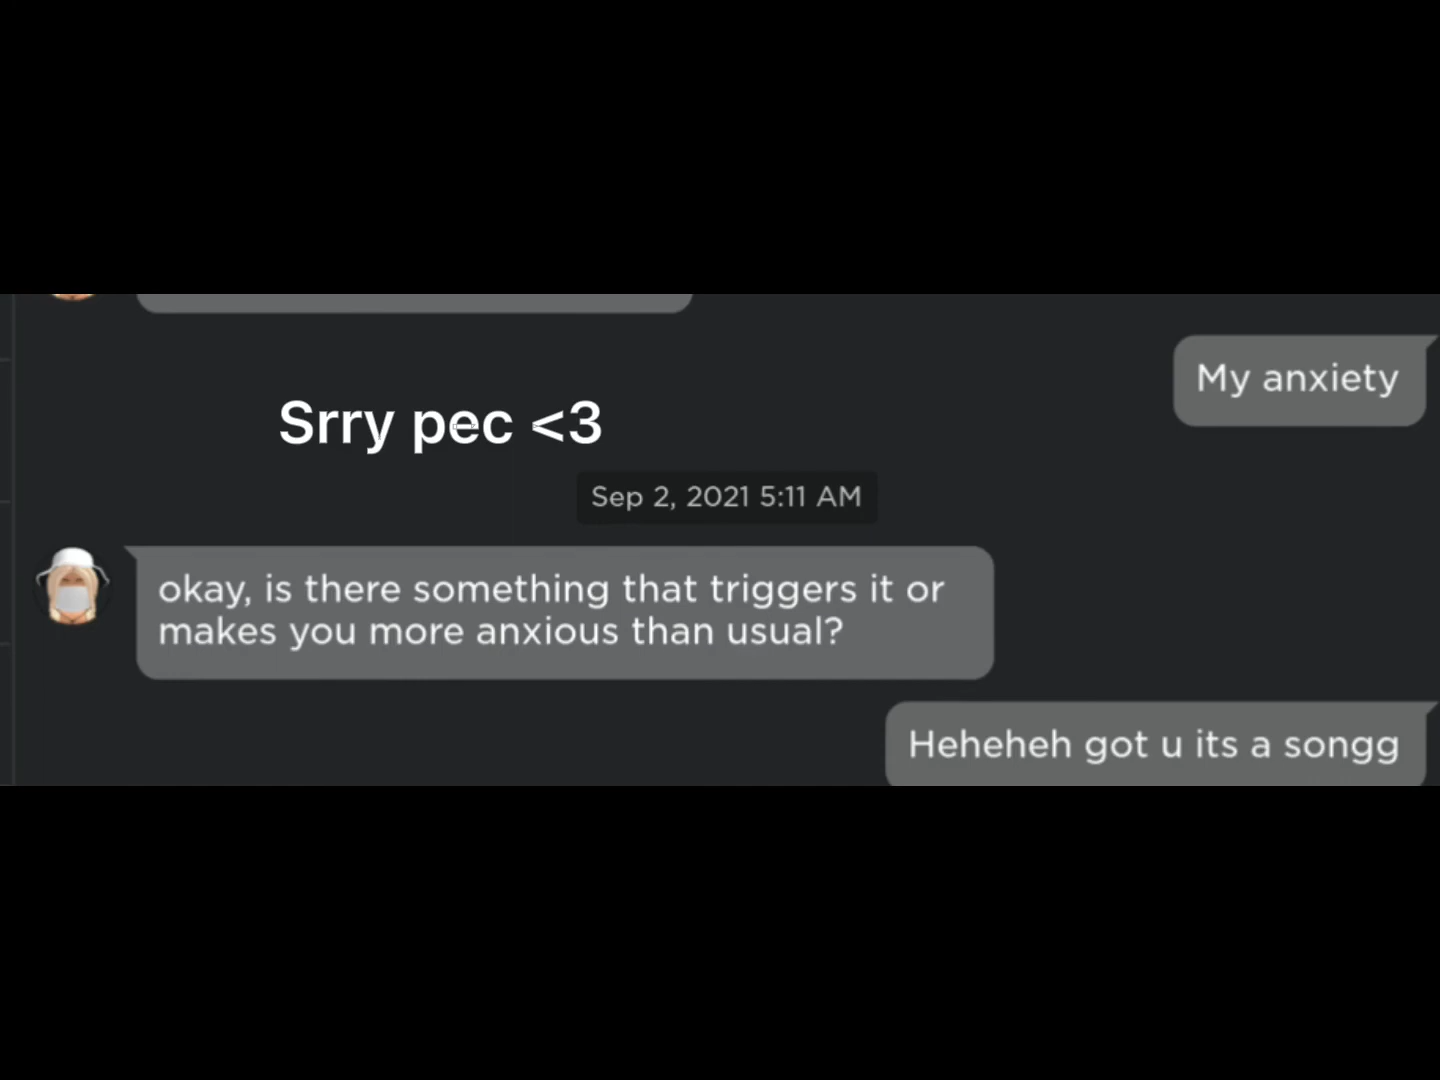 My anxiety
Srry pec <3
Sep 2, 2021 5:11 AM
okay, is there something that triggers it or
makes you more anxious than usual?
Heheheh got u its a songg